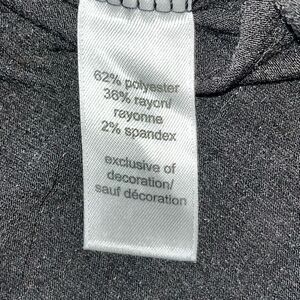 62% polyester
36% rayon/
rayonne
2% spandex
exclusive of
decoration/
sauf décoration